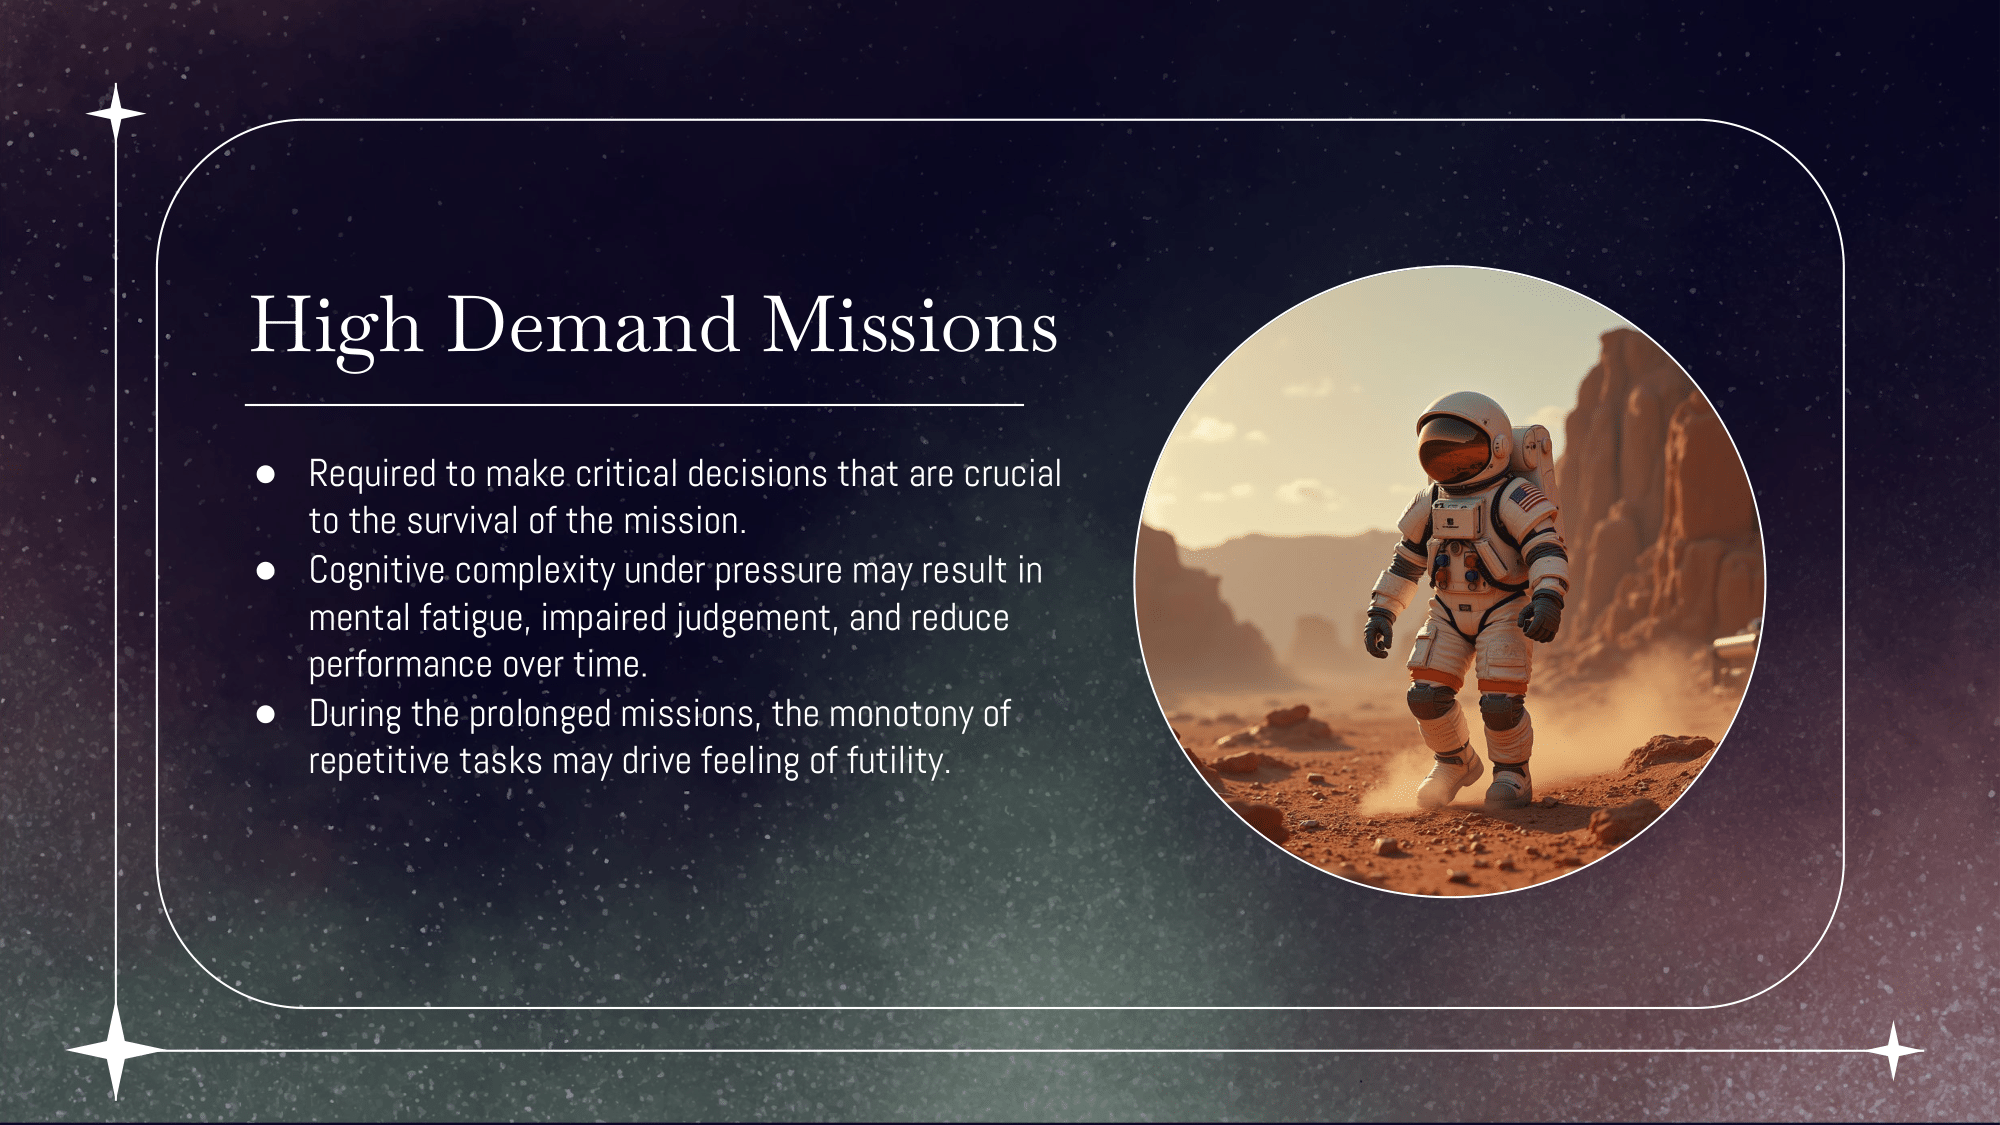 High Demand Missions
● Required to make critical decisions that are crucial
to the survival of the mission.
● Cognitive complexity under pressure may result in
mental fatigue, impaired judgement, and reduce
performance over time.
● During the prolonged missions, the monotony of
repetitive tasks may drive feeling of futility.